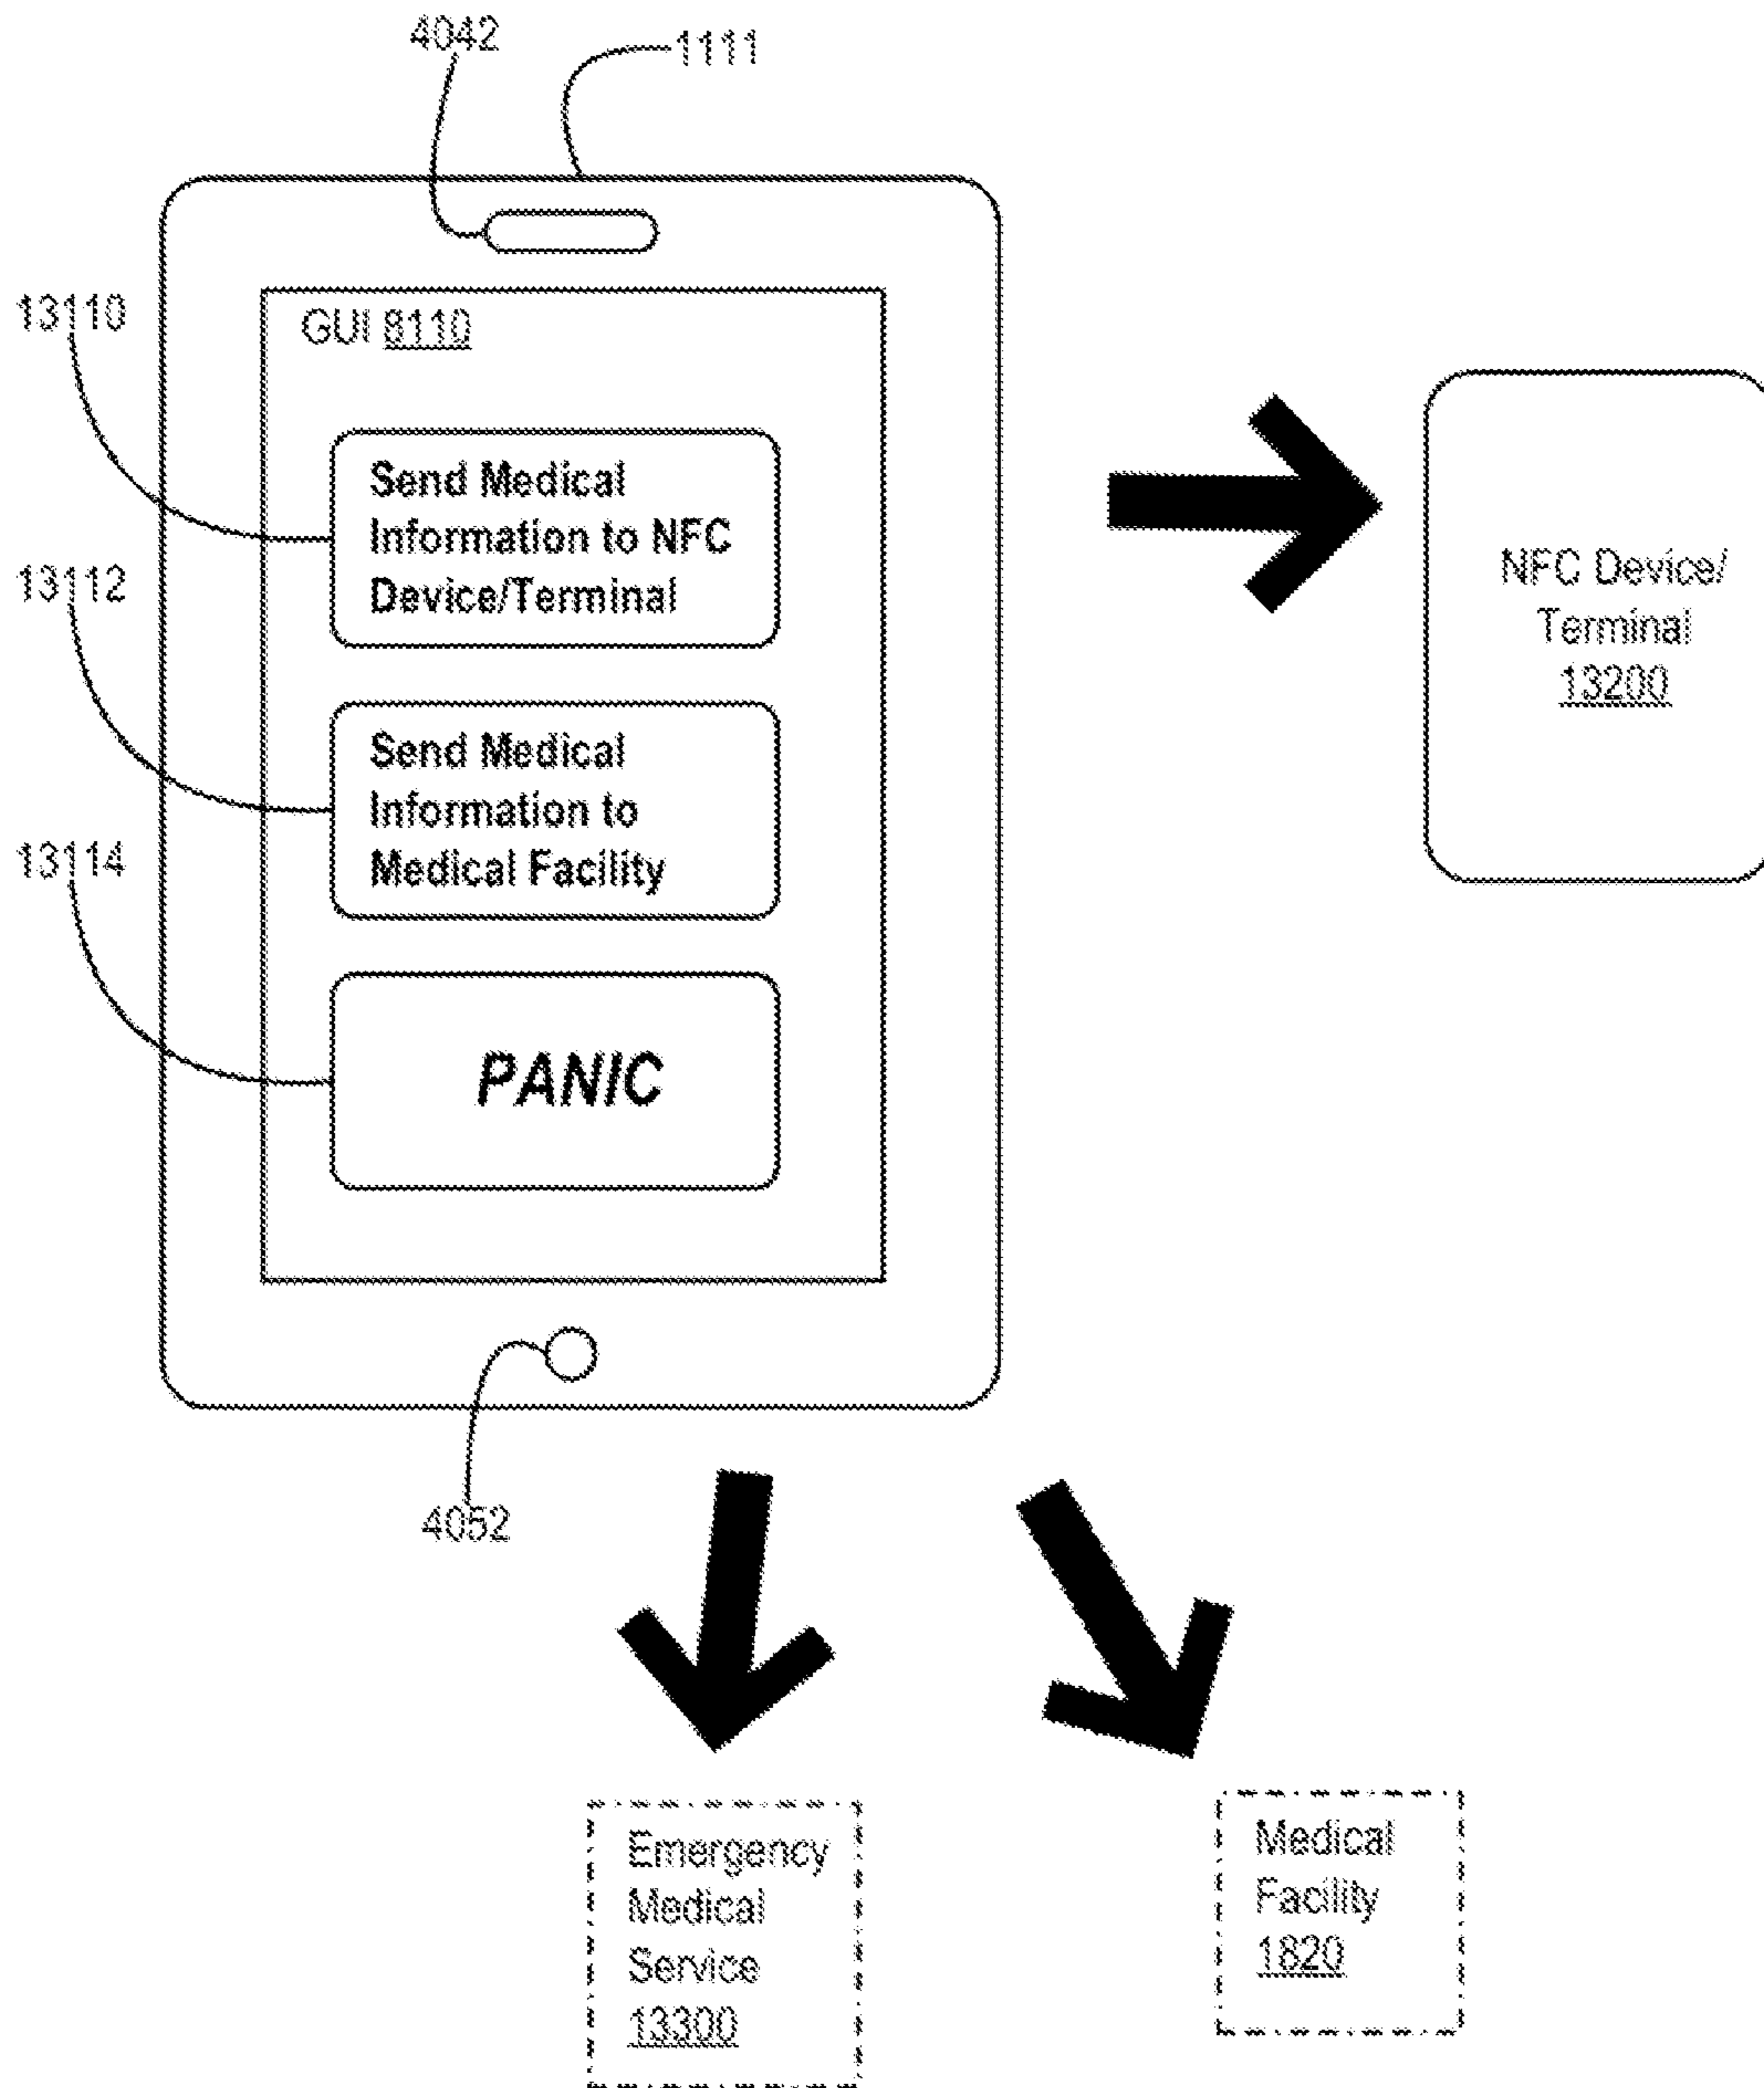 4042
1111
13110
GUI 8110
Send Medical
Information to NFC
Device/Terminal
13112
Send Medical
Information to
Medical Facility
13114
PANIC
4052
NFC Device/
Terminal
13200
Emergency
Medical
Service
13300
Medical
Facility
1820